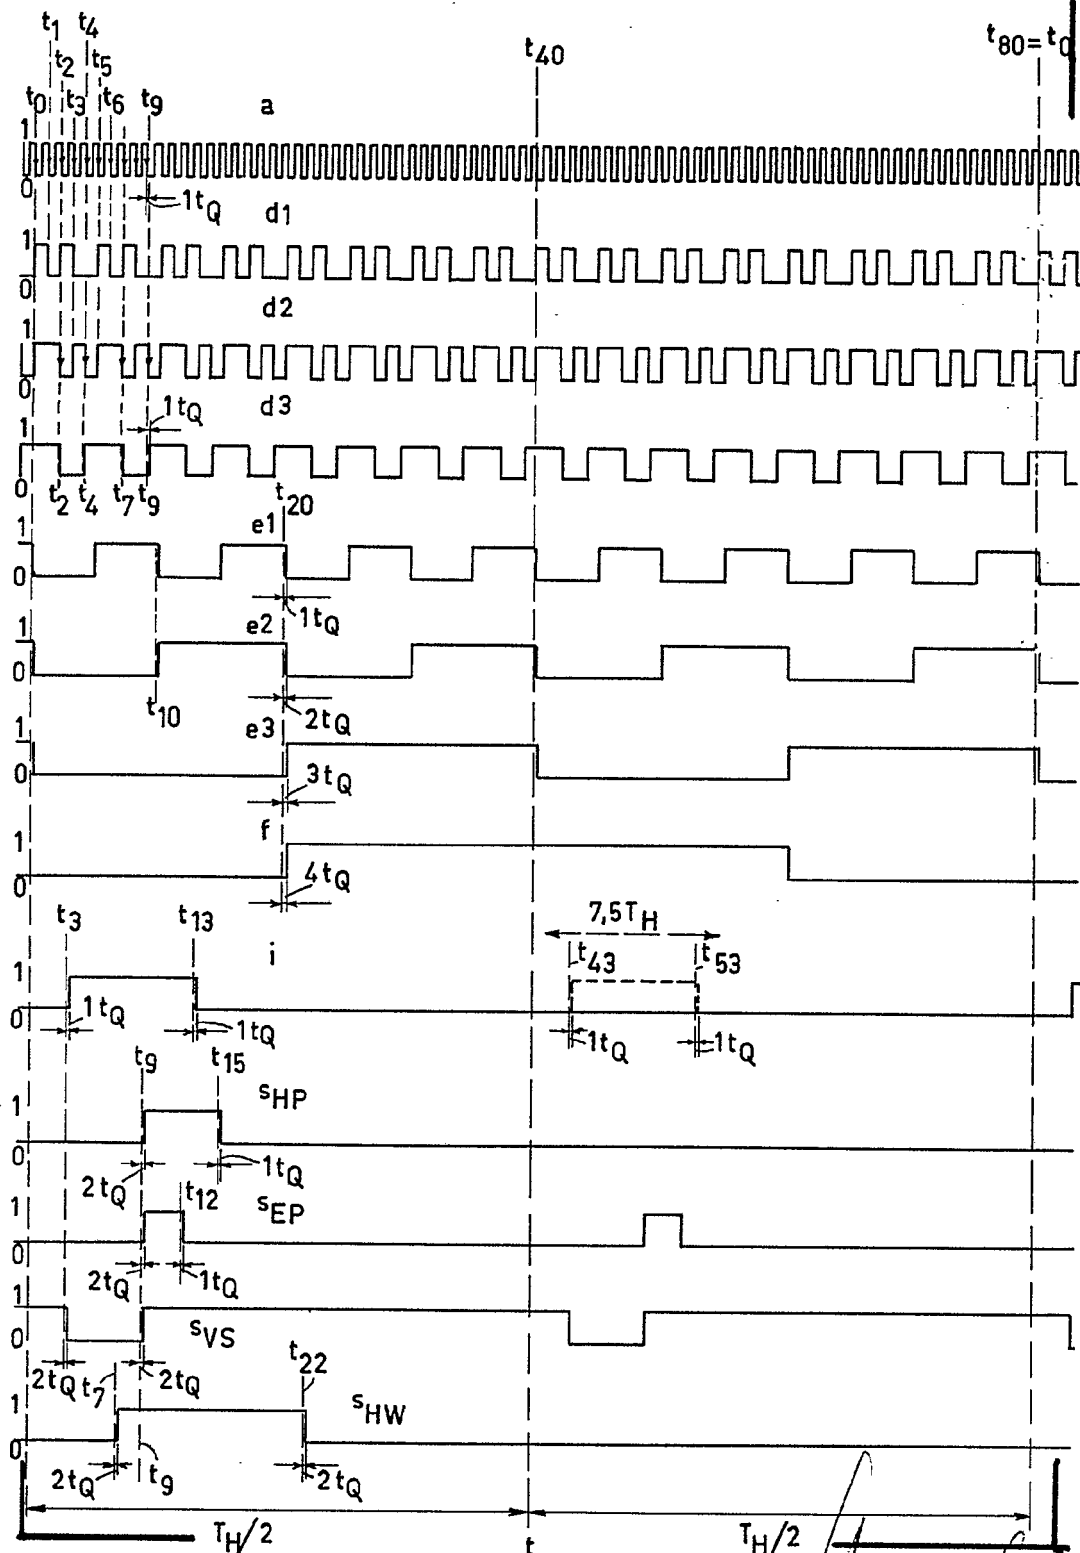 t1 t4
t40
t80=t0
t2 t5
t0 t3 t6 t9
a
1
0
1tQ
d1
1
0
d2
1
0
1tQ
d3
1
0
t2 t4 t7 t9
t20
e1
1
0
1tQ
e2
1
0
t10
2tQ
e3
1
0
3tQ
f
1
0
4tQ
t3
t13
7,5TH
i
t43
t53
1
0
1tQ
1tQ
1tQ
1tQ
t9
t15
sHP
1
0
2tQ
1tQ
t12
sEP
1
0
2tQ
1tQ
1
0
sVS
2tQ
t7
2tQ
t22
sHW
1
0
2tQ
t9
2tQ
TH/2
t
TH/2